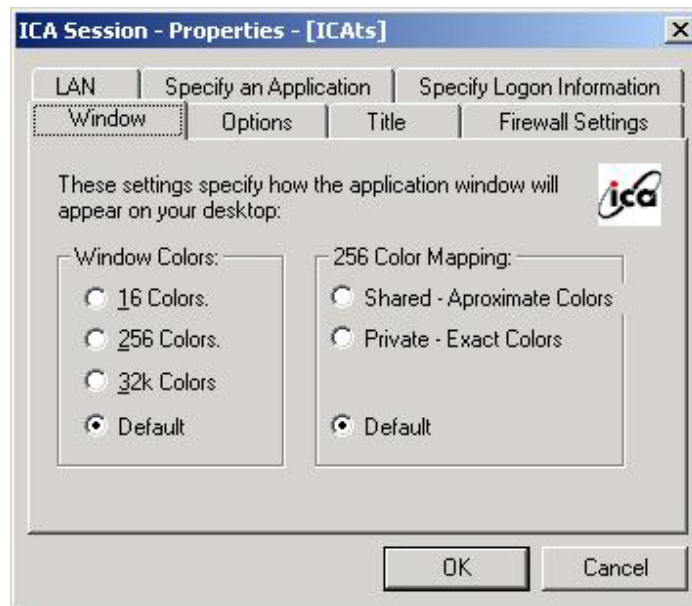 ICA Session - Properties - [ICAts]
LAN
Specify an Application
Specify Logon Information
Window
Options
Title
Firewall Settings
These settings specify how the application window will
appear on your desktop:
ica
Window Colors:
16 Colors.
256 Colors.
32k Colors
Default
256 Color Mapping:
Shared - Aproximate Colors
Private - Exact Colors
Default
OK
Cancel